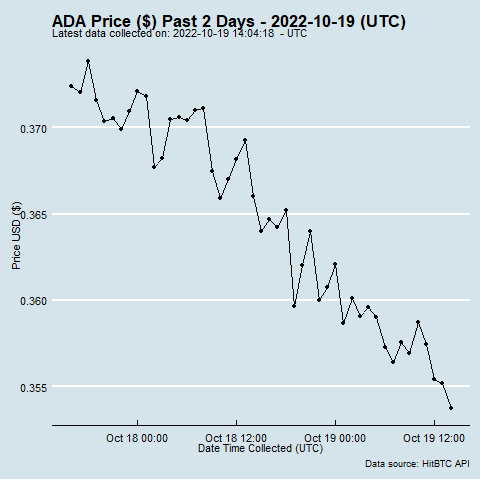 ADA Price ($) Past 2 Days - 2022-10-19 (UTC)
Latest data collected on: 2022-10-19 14:04:18 - UTC
0.370
0.365
0.360
0.355
Price USD ($)
Oct 18 00:00 Oct 18 12:00 Oct 19 00:00 Oct 19 12:00
Date Time Collected (UTC)
Data source: HitBTC API